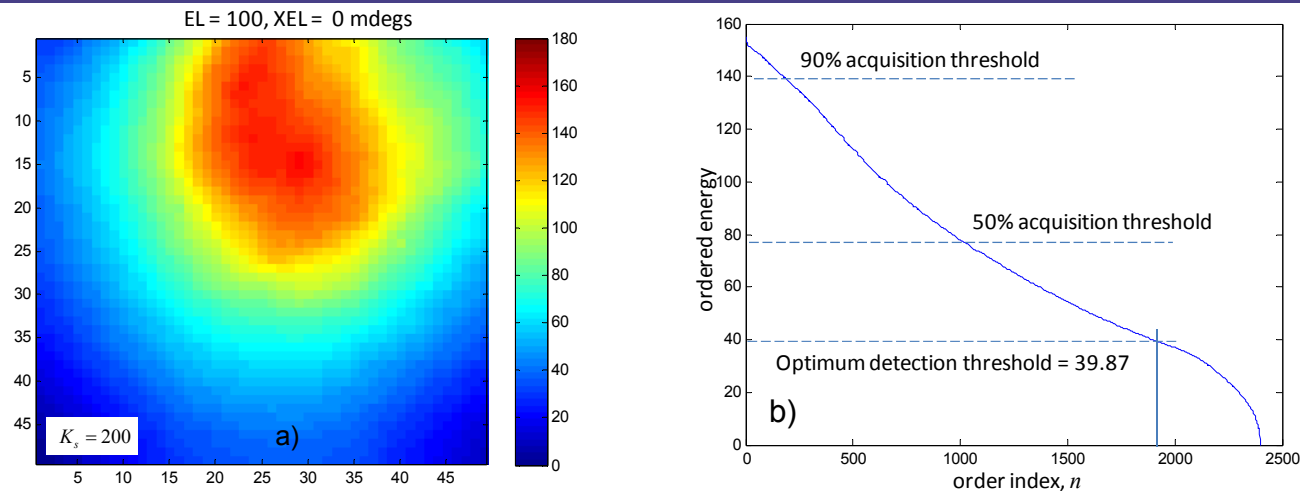 EL = 100, XEL = 0 mdegs
5
10
15
20
25
30
35
40
45
5 10 15 20 25 30 35 40 45
K_s = 200
a)
180
160
140
120
100
80
60
40
20
0
160
140
120
100
80
60
40
20
0
ordered energy
90% acquisition threshold
50% acquisition threshold
Optimum detection threshold = 39.87
b)
0 500 1000 1500 2000 2500
order index, n